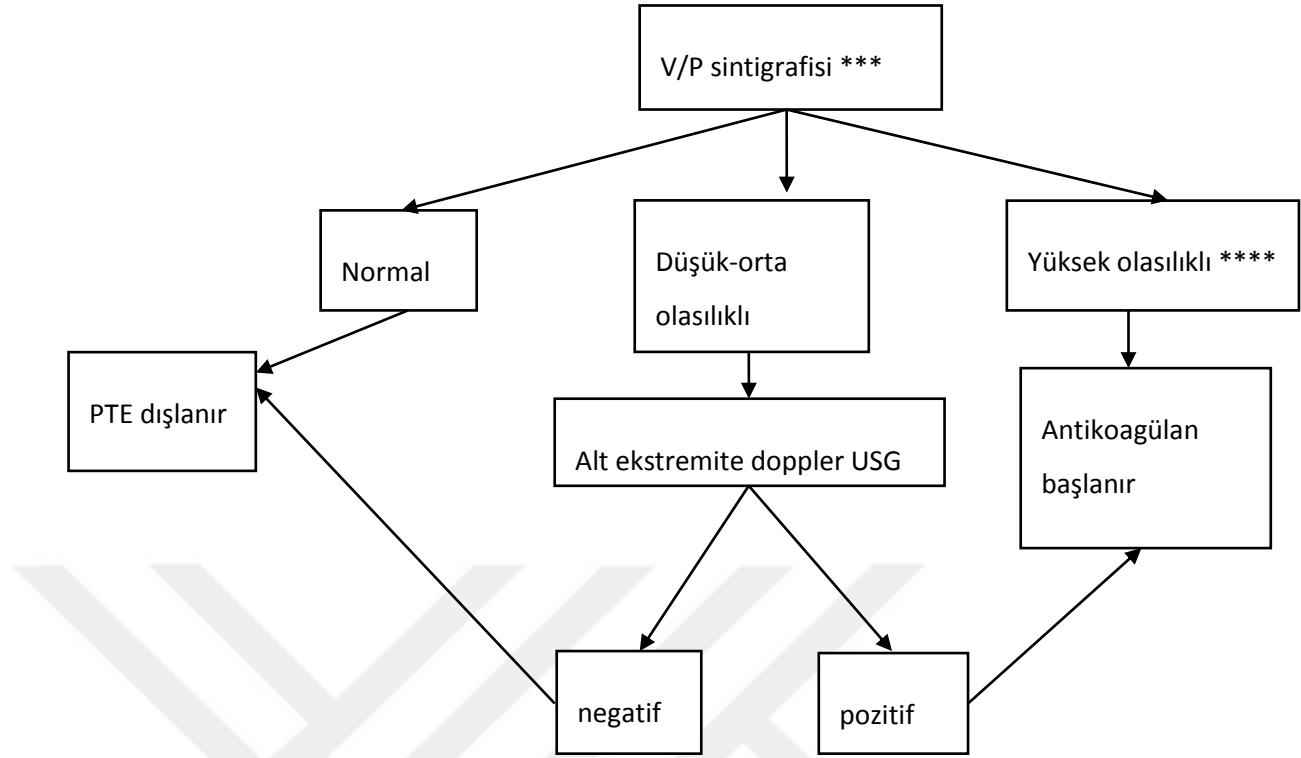 V/P sintigrafisi ***
Normal
Düşük-orta
olasılıklı
Yüksek olasılıklı ****
PTE dışlanır
Alt ekstremite doppler USG
Antikoagülan
başlanır
negatif
pozitif